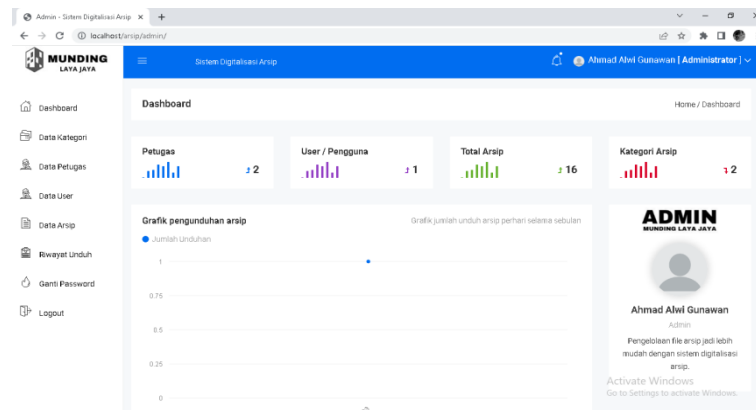 Admin - Sistem Digitalisasi Arsip
localhost/arsip/admin/
MUNDING
LAYA JAYA
Sistem Digitalisasi Arsip
Ahmad Alwi Gunawan [ Administrator ]
Dashboard
Data Kategori
Data Petugas
Data User
Data Arsip
Riwayat Unduh
Ganti Password
Logout
Dashboard
Home / Dashboard
Petugas
2
User / Pengguna
1
Total Arsip
16
Kategori Arsip
2
Grafik pengunduhan arsip
Grafik jumlah unduh arsip perhari selama sebulan
Jumlah Unduhan
1
0.75
0.5
0.25
0
ADMIN
MUNDING LAYA JAYA
Ahmad Alwi Gunawan
Admin
Pengelolaan file arsip jadi lebih
mudah dengan sistem digitalisasi
arsip.
Activate Windows
Go to Settings to activate Windows.